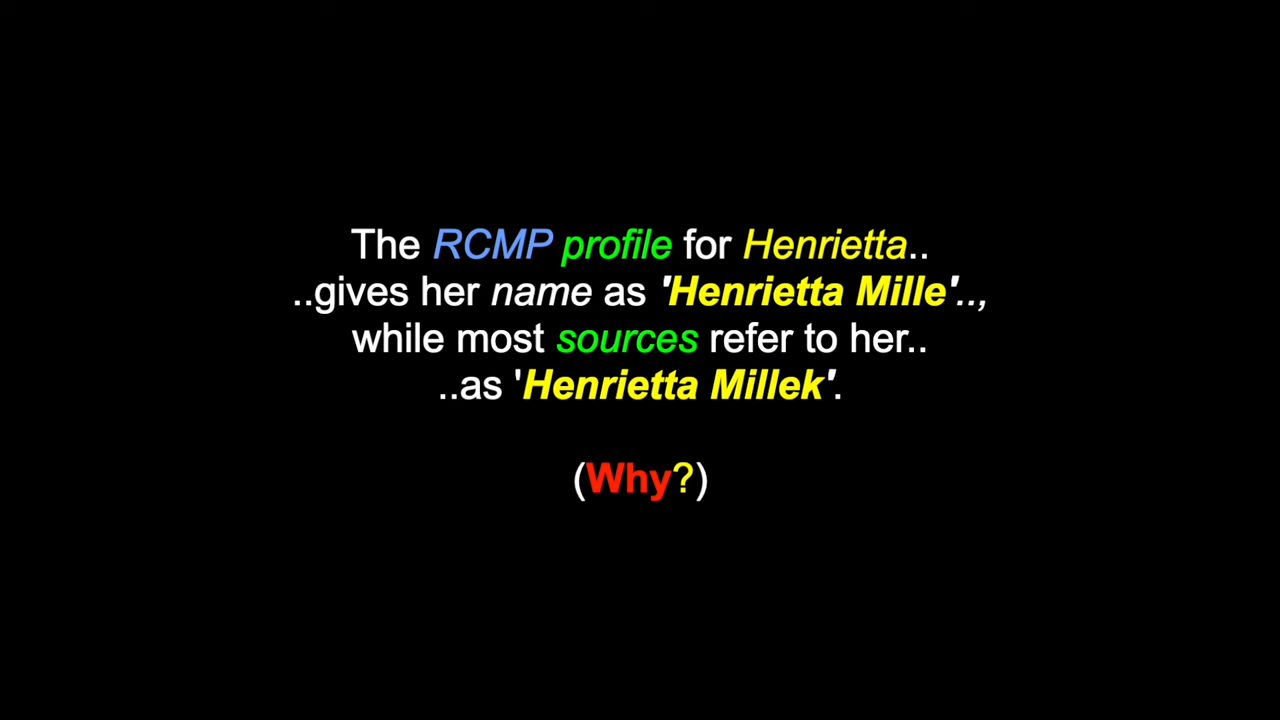 The RCMP profile for Henrietta..
..gives her name as 'Henrietta Mille'..,
while most sources refer to her..
..as 'Henrietta Millek'.
(Why?)